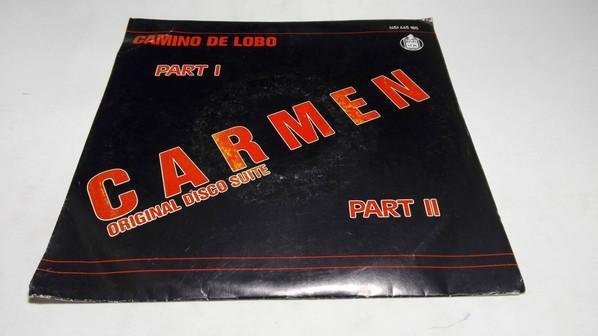 CAMINO DE LOBO
PART I
CARMEN
ORIGINAL DISCO SUITE
PART II